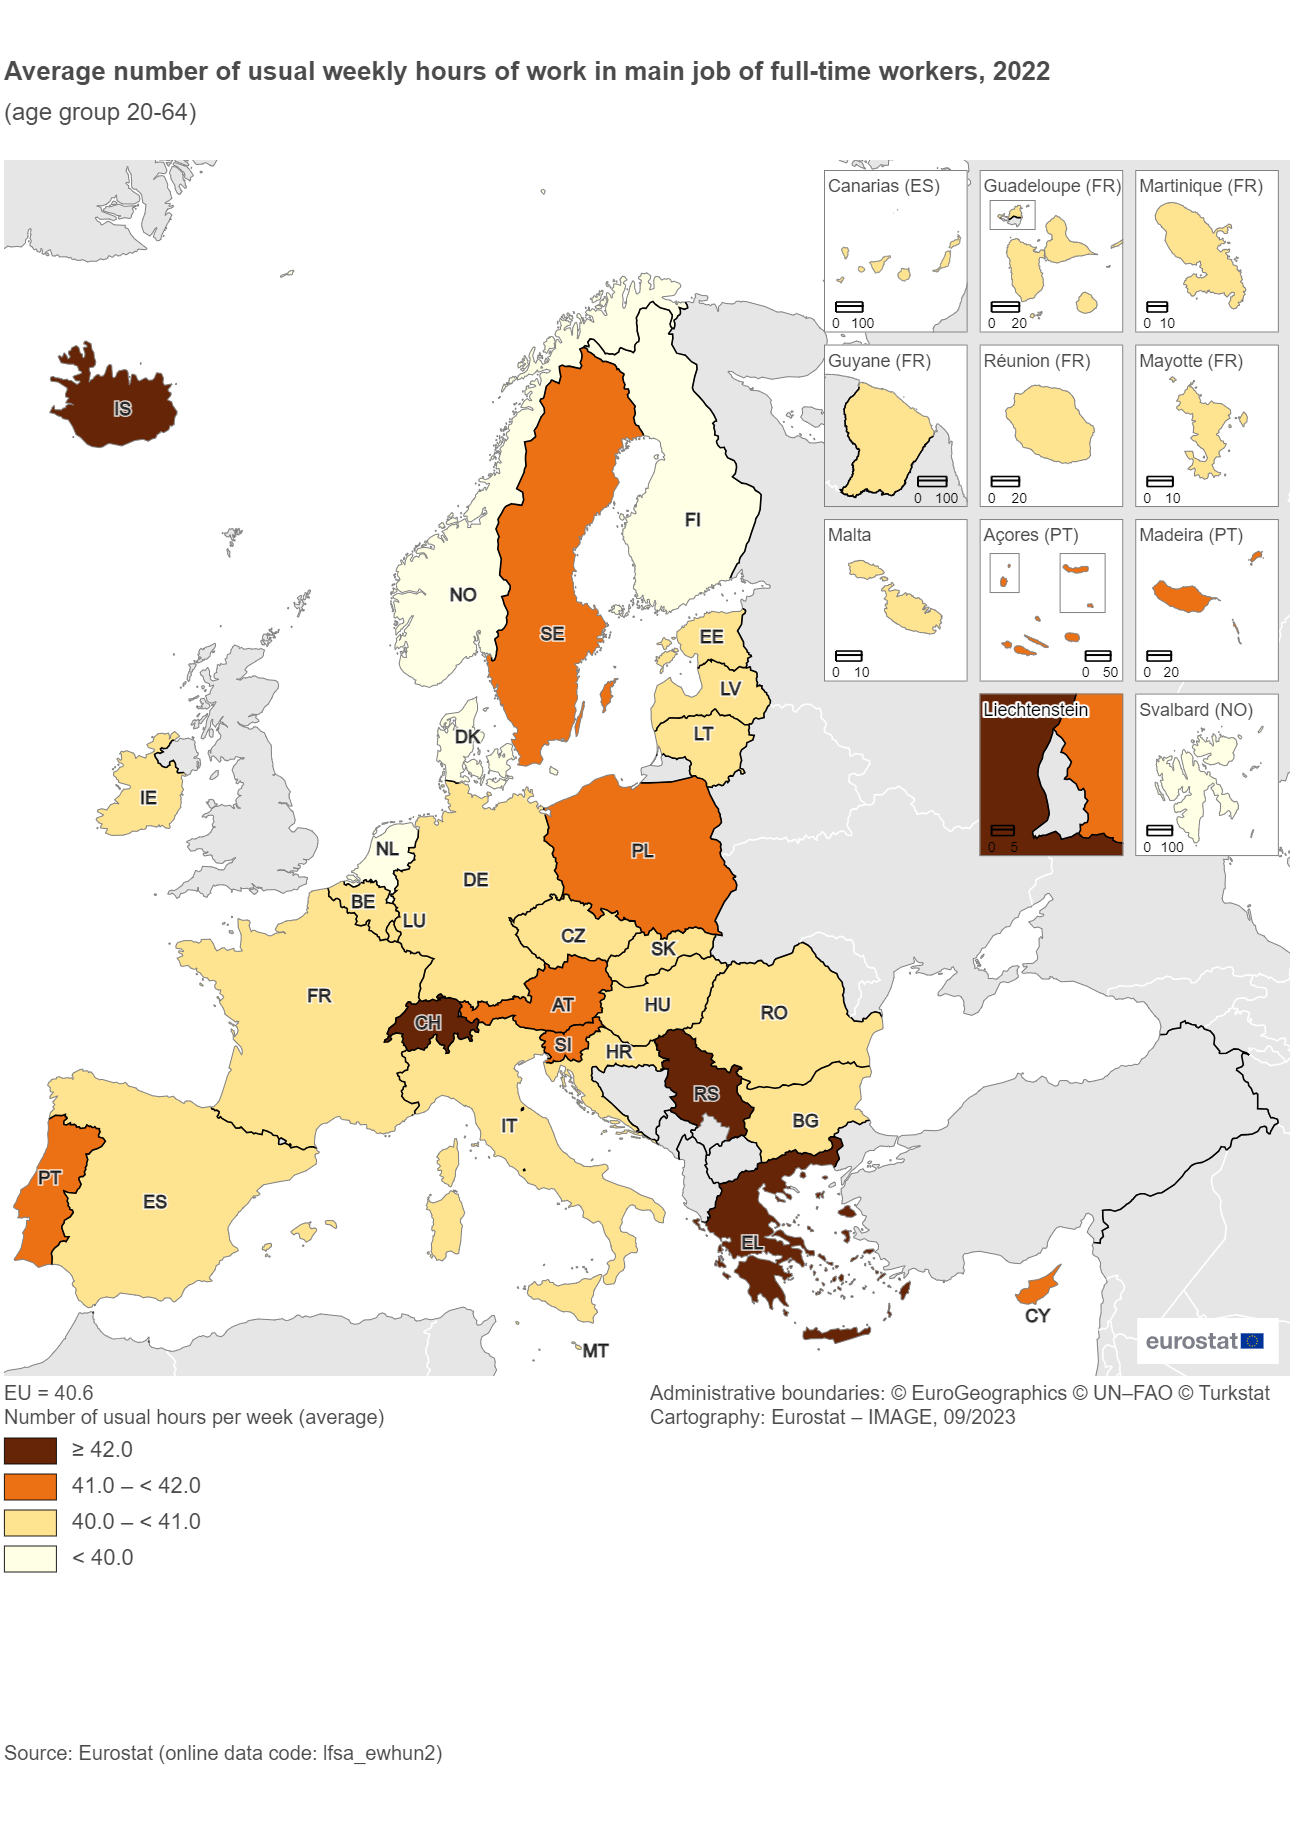 Average number of usual weekly hours of work in main job of full-time workers, 2022
(age group 20-64)
Canarias (ES)
0 100
Guadeloupe (FR)
0 20
Martinique (FR)
0 10
Guyane (FR)
0 100
Réunion (FR)
0 20
Mayotte (FR)
0 10
Malta
0 10
Açores (PT)
0 50
Madeira (PT)
0 20
Liechtenstein
0 5
Svalbard (NO)
0 100
IS
FI
NO
SE
EE
LV
DK
LT
IE
NL
PL
DE
BE
LU
CZ
SK
FR
AT
HU
RO
CH
SI
HR
RS
BG
IT
PT
ES
EL
CY
MT
eurostat
EU = 40.6
Number of usual hours per week (average)
≥ 42.0
41.0 – < 42.0
40.0 – < 41.0
< 40.0
Administrative boundaries: © EuroGeographics © UN–FAO © Turkstat
Cartography: Eurostat – IMAGE, 09/2023
Source: Eurostat (online data code: lfsa_ewhun2)